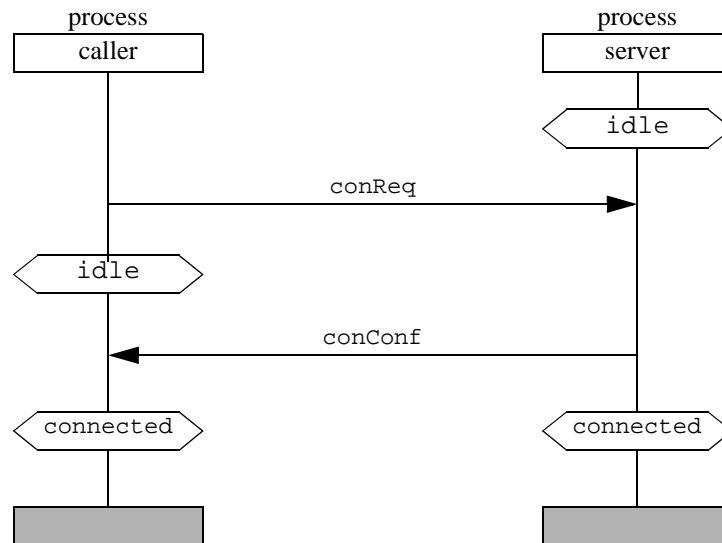 process process
caller server
idle
conReq
idle
conConf
connected connected